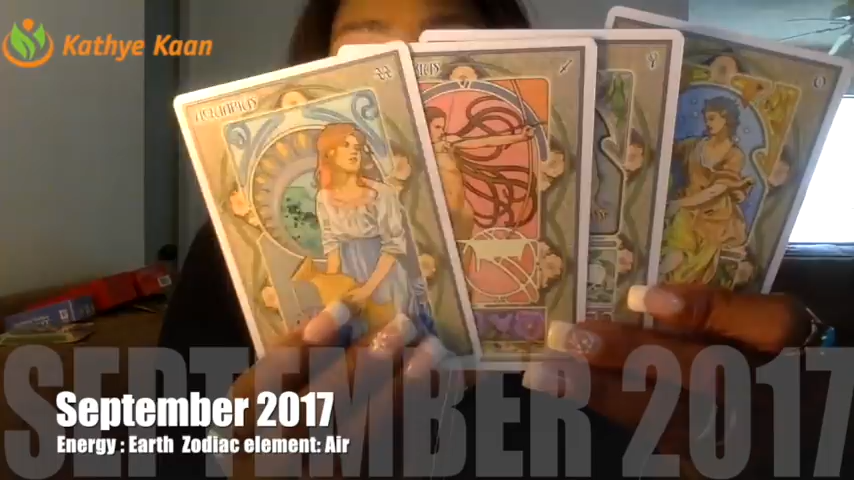 Kathye Kaan
AQUARIUS
SEPTEMBER 2017
September 2017
Energy : Earth Zodiac element: Air